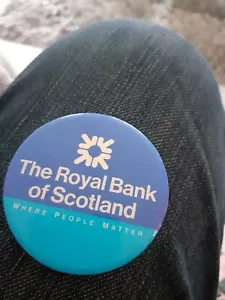 The Royal Bank
of Scotland
WHERE PEOPLE MATTER